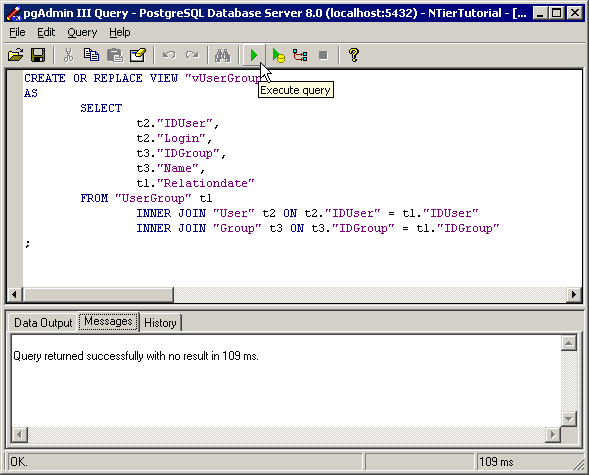 pgAdmin III Query - PostgreSQL Database Server 8.0 (localhost:5432) - NTierTutorial - [...
File Edit Query Help
CREATE OR REPLACE VIEW "vUserGroup
AS
SELECT
t2."IDUser",
t2."Login",
t3."IDGroup",
t3."Name",
t1."Relationdate"
FROM "UserGroup" t1
INNER JOIN "User" t2 ON t2."IDUser" = t1."IDUser"
INNER JOIN "Group" t3 ON t3."IDGroup" = t1."IDGroup"
;
Execute query
Data Output Messages History
Query returned successfully with no result in 109 ms.
OK. 109 ms